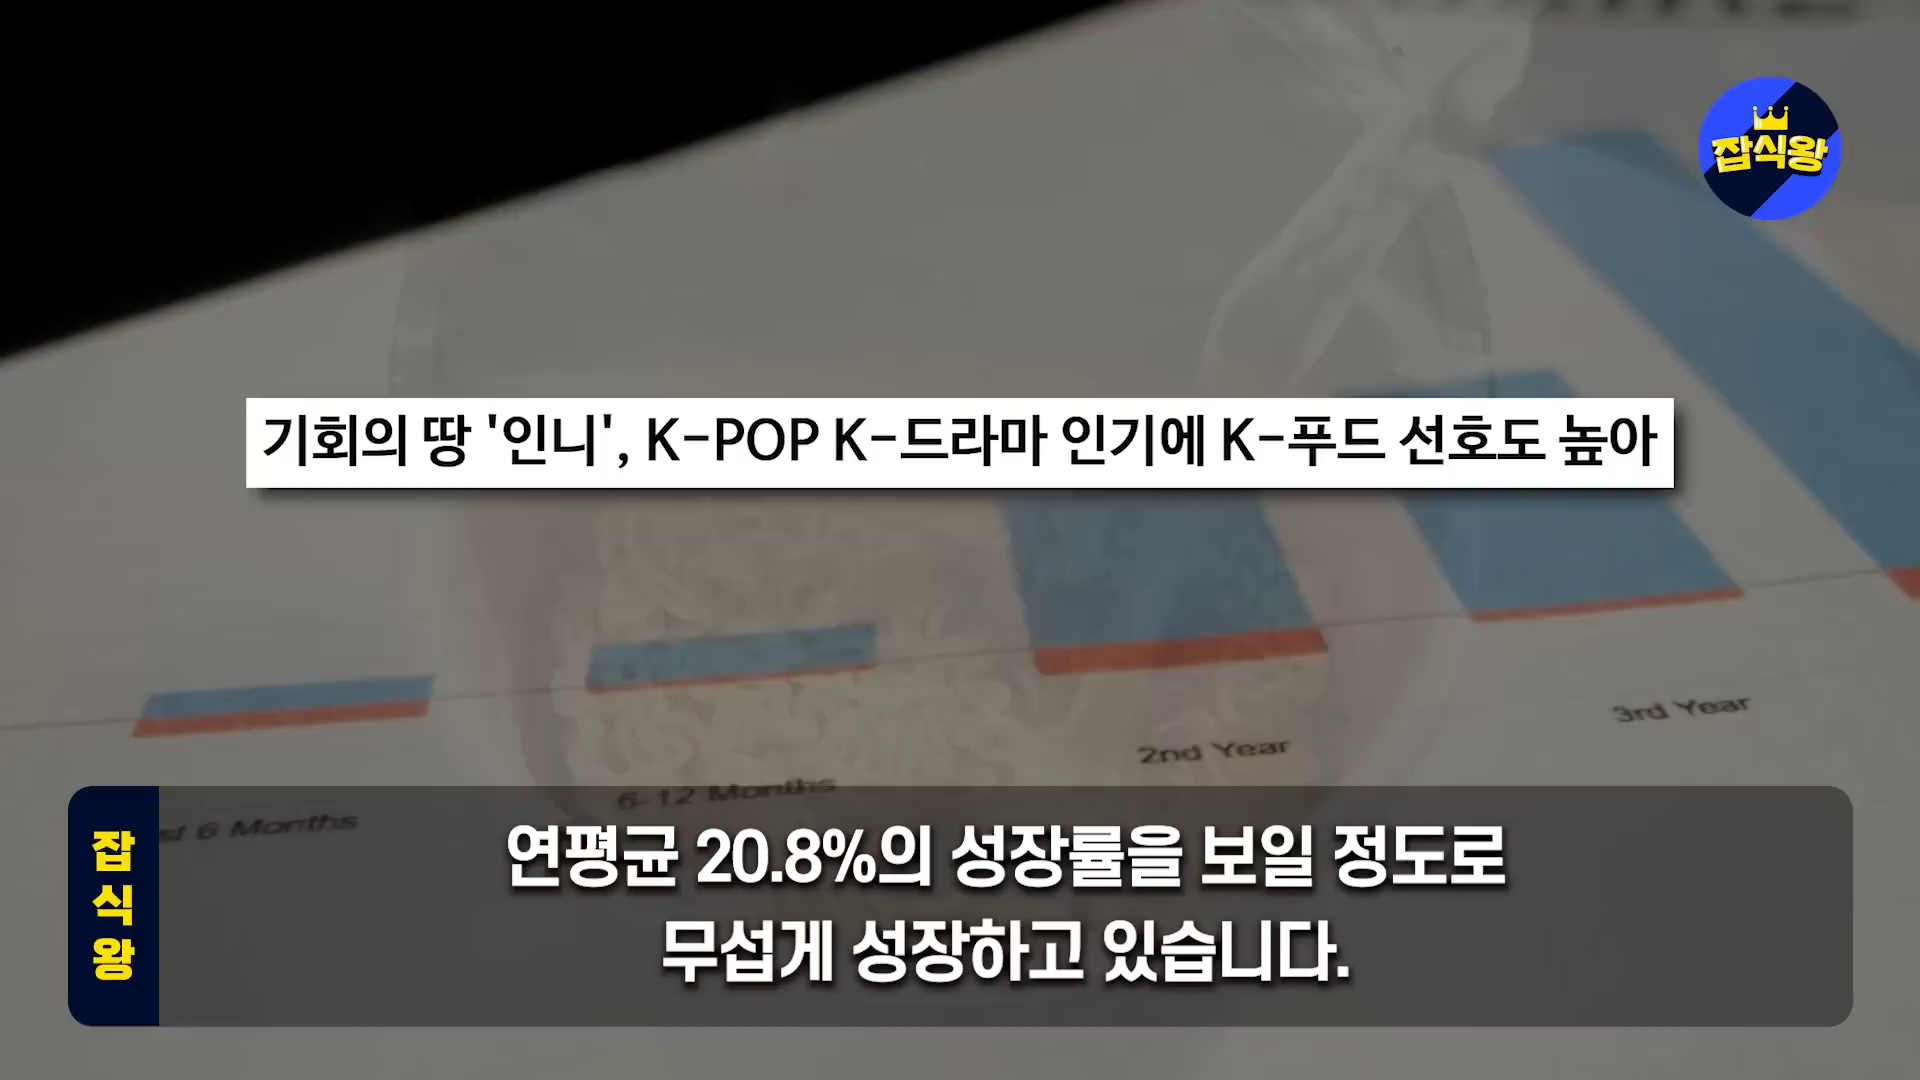 잡식왕
기회의 땅 '인니', K-POP K-드라마 인기에 K-푸드 선호도 높아
3rd Year
2nd Year
6-12 Months
6 Months
잡식왕
연평균 20.8%의 성장률을 보일 정도로
무섭게 성장하고 있습니다.